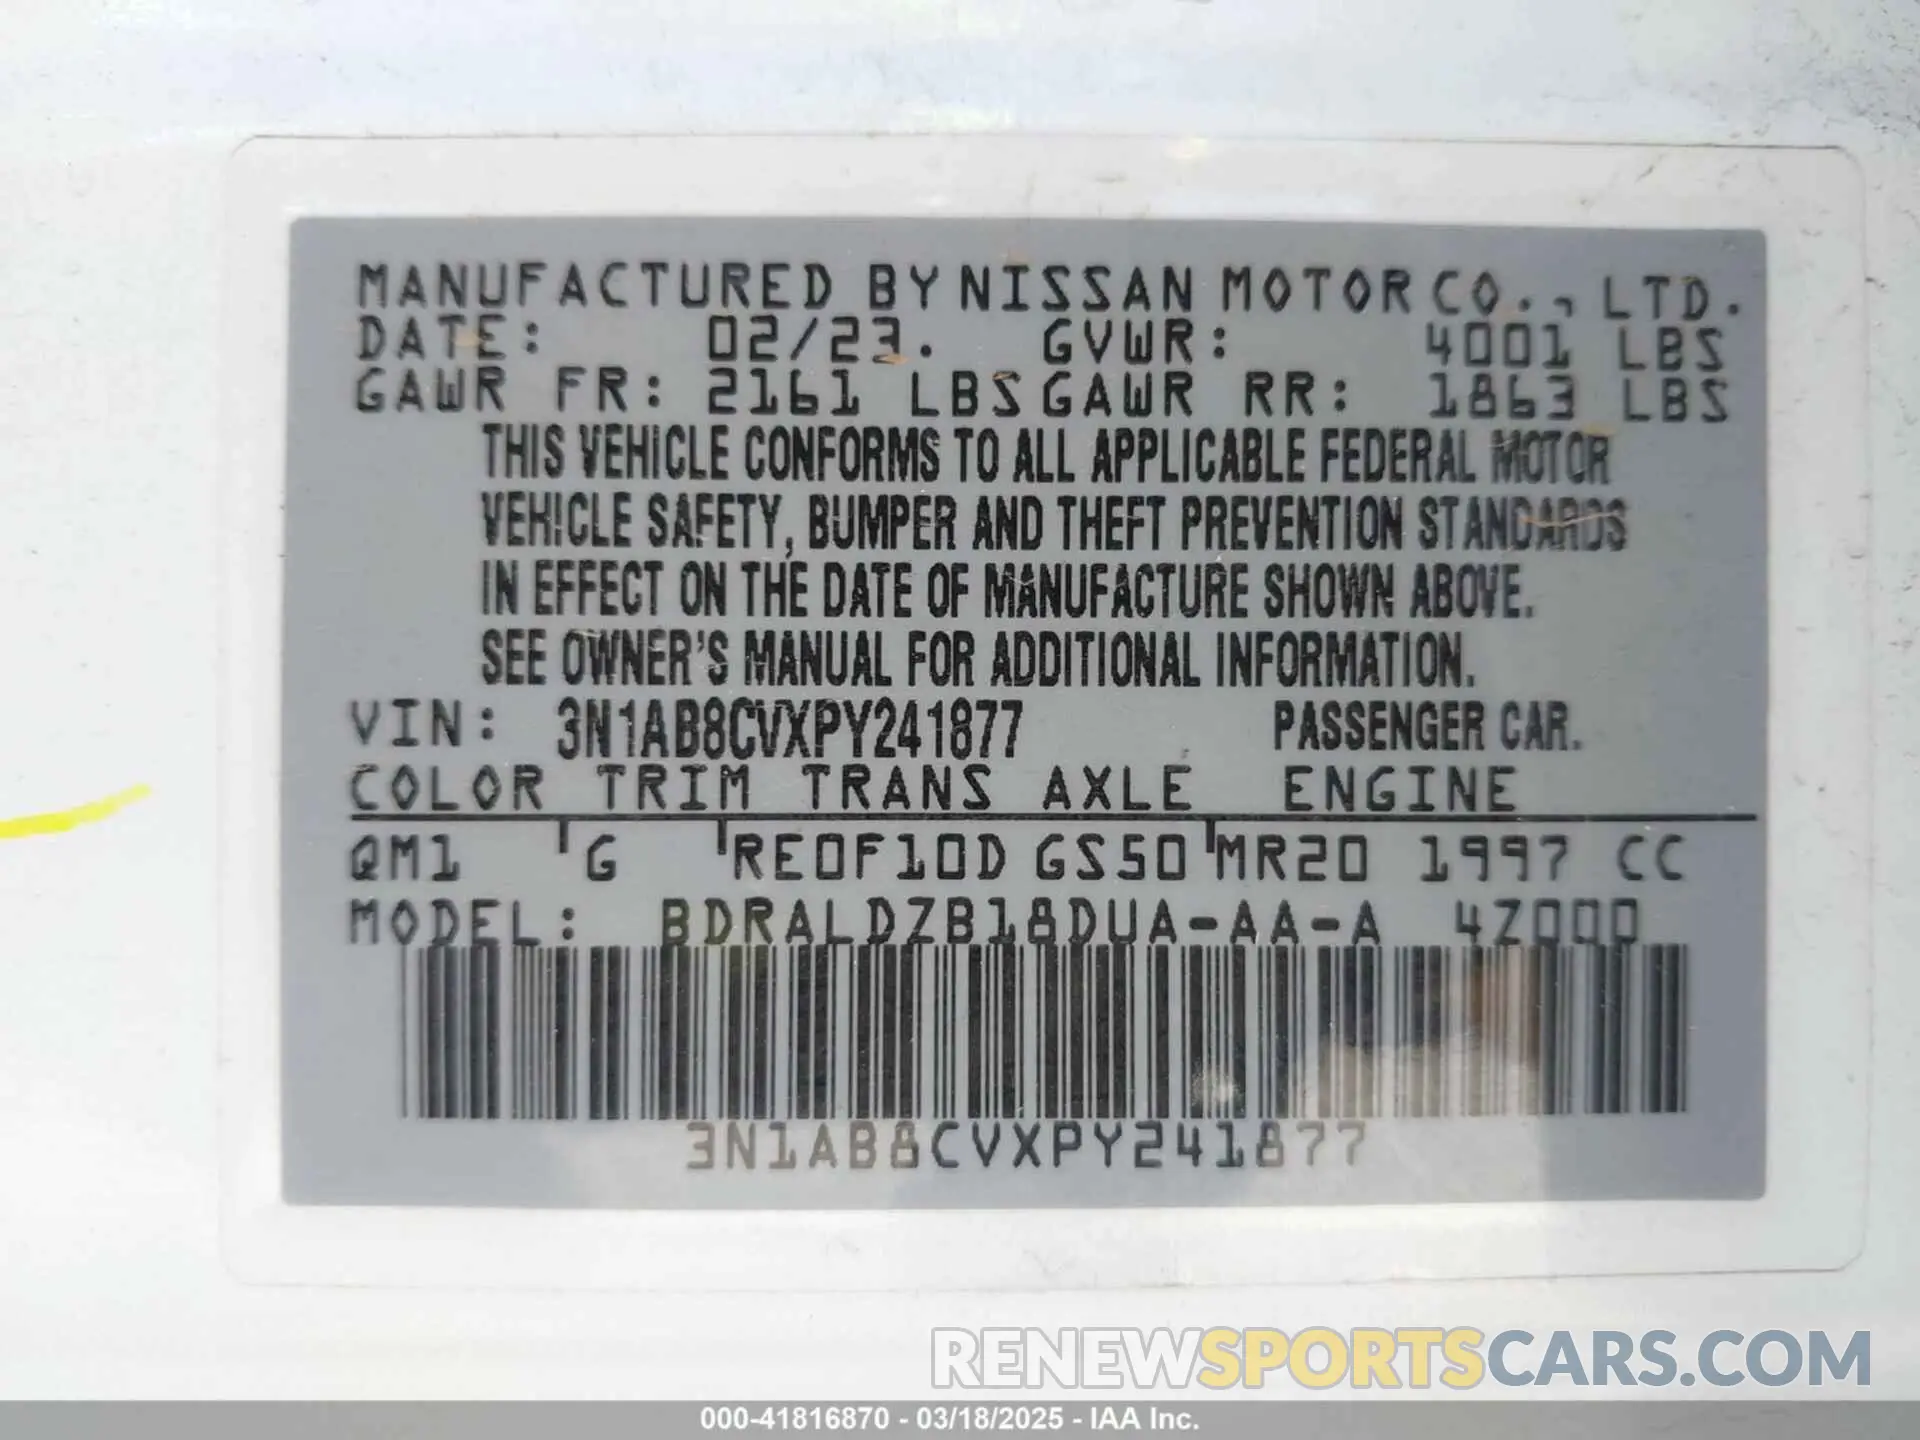 MANUFACTURED BY NISSAN MOTOR CO., LTD.
DATE: 02/23. GVWR: 4001 LBS
GAWR FR: 2161 LBS GAWR RR: 1863 LBS
THIS VEHICLE CONFORMS TO ALL APPLICABLE FEDERAL MOTOR
VEHICLE SAFETY, BUMPER AND THEFT PREVENTION STANDARDS
IN EFFECT ON THE DATE OF MANUFACTURE SHOWN ABOVE.
SEE OWNER'S MANUAL FOR ADDITIONAL INFORMATION.
VIN: 3N1AB8CVXPY241877 PASSENGER CAR.
COLOR TRIM TRANS AXLE ENGINE
QM1 G RE0F10D GS50 MR20 1997 CC
MODEL: BDRALDZB18DUA-AA-A 4Z000
3N1AB8CVXPY241877
RENEWSPORTSCARS.COM
000-41816870 - 03/18/2025 - IAA Inc.